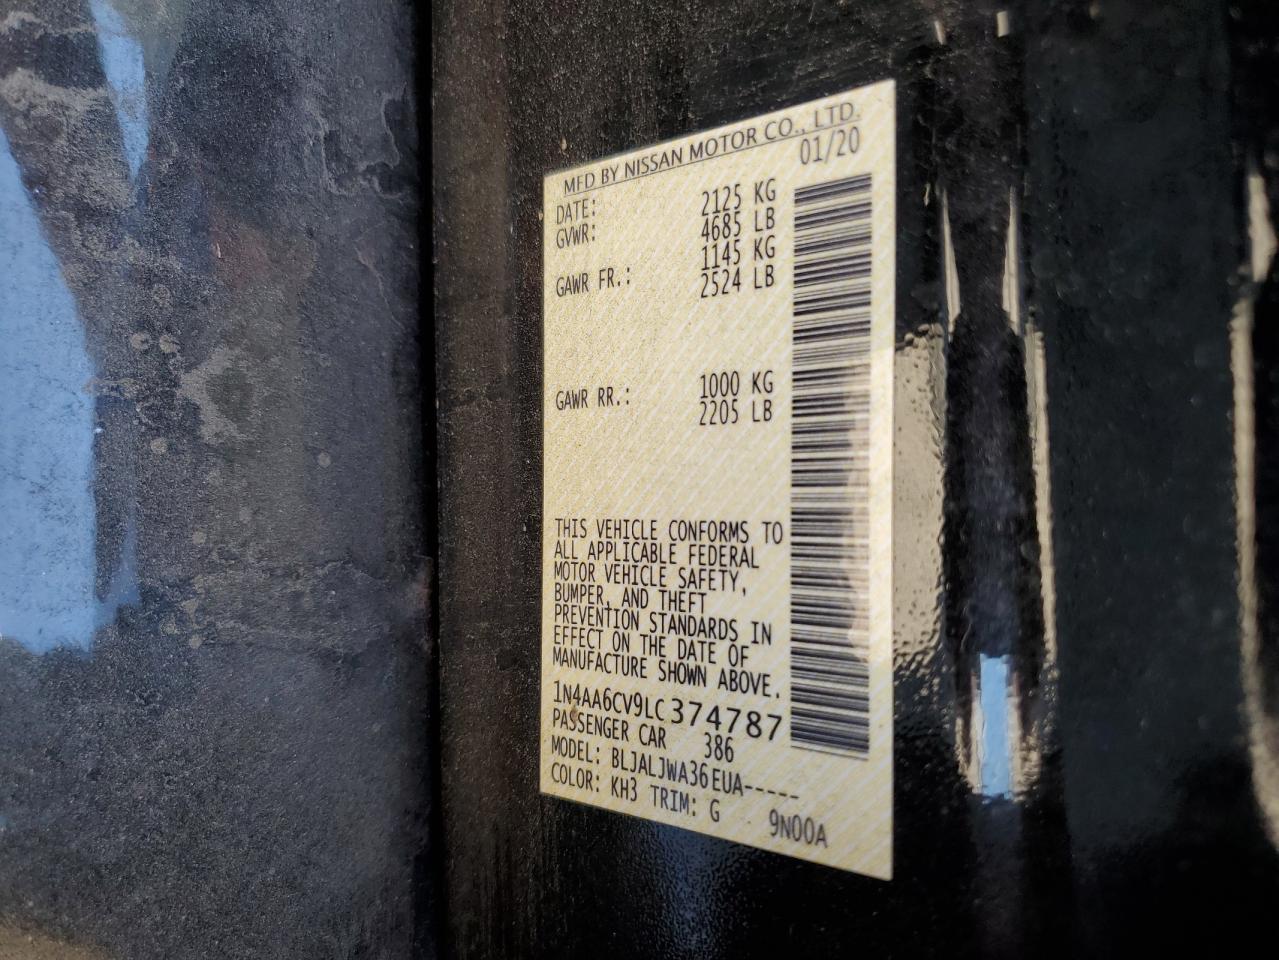 MFD BY NISSAN MOTOR CO., LTD.
DATE: 01/20
GVWR: 2125 KG
4685 LB
GAWR FR.: 1145 KG
2524 LB
GAWR RR.: 1000 KG
2205 LB
THIS VEHICLE CONFORMS TO
ALL APPLICABLE FEDERAL
MOTOR VEHICLE SAFETY,
BUMPER, AND THEFT
PREVENTION STANDARDS IN
EFFECT ON THE DATE OF
MANUFACTURE SHOWN ABOVE.
1N4AA6CV9LC374787
PASSENGER CAR 386
MODEL: BLJALJWA36EUA-----
COLOR: KH3 TRIM: G 9N00A